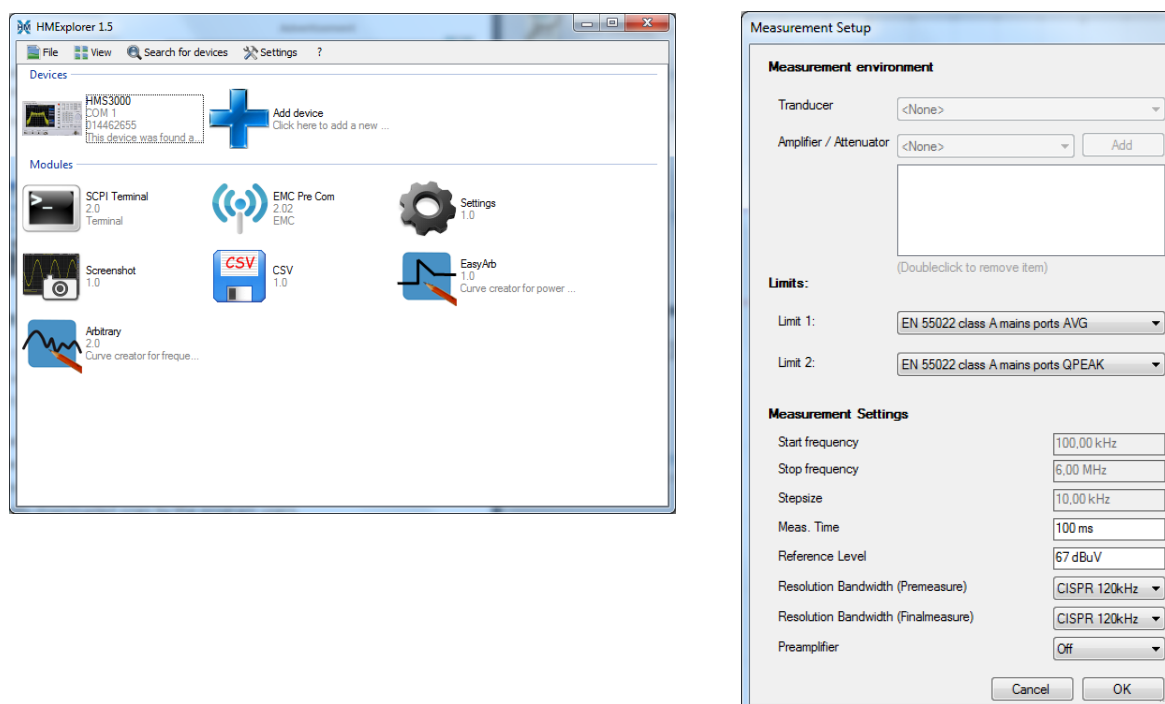 HMExplorer 1.5
File View Search for devices Settings ?
Devices
HMS3000
COM 1
014462655
This device was found a...
Add device
Click here to add a new ...
Modules
SCPI Terminal
2.0
Terminal
EMC Pre Com
2.02
EMC
Settings
1.0
Screenshot
1.0
CSV
CSV
1.0
EasyArb
1.0
Curve creator for power ...
Arbitrary
2.0
Curve creator for freque...
Measurement Setup
Measurement environment
Tranducer <None>
Amplifier / Attenuator <None> Add
(Doubleclick to remove item)
Limits:
Limit 1: EN 55022 class A mains ports AVG
Limit 2: EN 55022 class A mains ports QPEAK
Measurement Settings
Start frequency 100,00 kHz
Stop frequency 6,00 MHz
Stepsize 10,00 kHz
Meas. Time 100 ms
Reference Level 67 dBuV
Resolution Bandwidth (Premeasure) CISPR 120kHz
Resolution Bandwidth (Finalmeasure) CISPR 120kHz
Preamplifier Off
Cancel OK